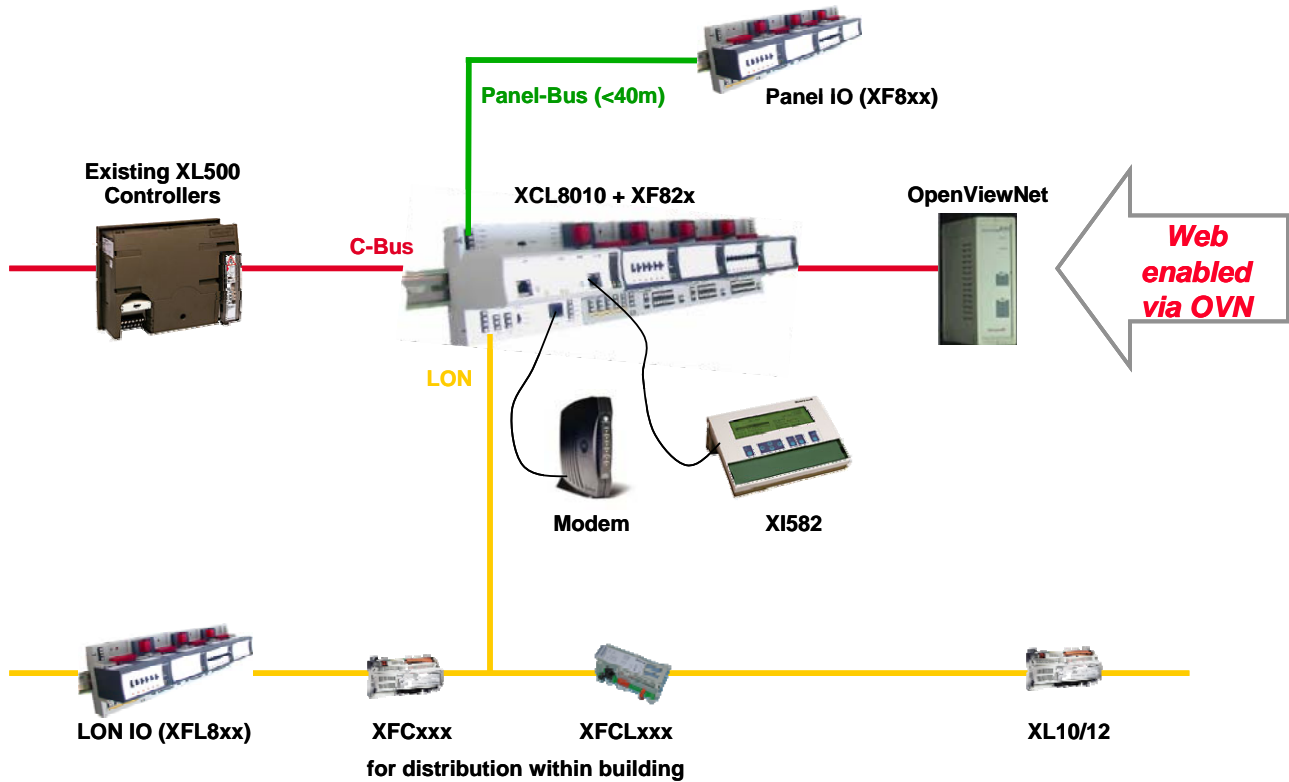 Panel-Bus (<40m)
Panel IO (XF8xx)
Existing XL500
Controllers
XCL8010 + XF82x
OpenViewNet
C-Bus
Web
enabled
via OVN
LON
Modem
XI582
LON IO (XFL8xx)
XFCxxx
XFCLxxx
XL10/12
for distribution within building